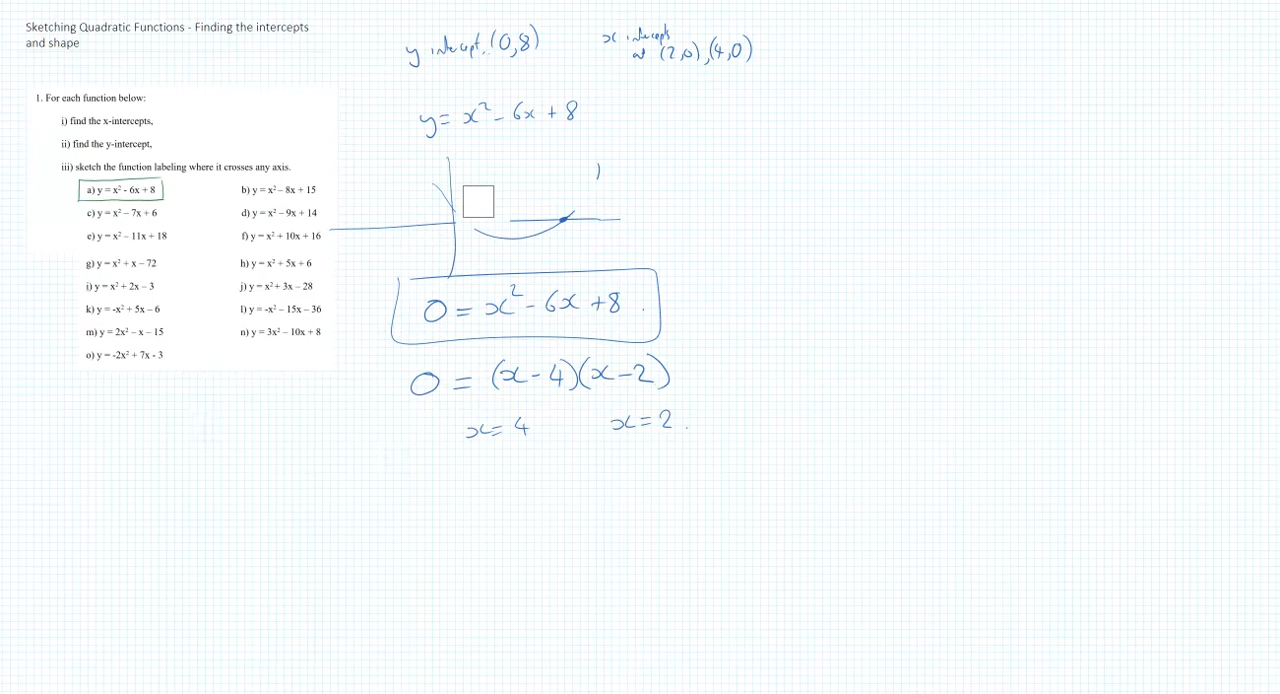 Sketching Quadratic Functions - Finding the intercepts
and shape
1. For each function below:
i) find the x-intercepts,
ii) find the y-intercept,
iii) sketch the function labeling where it crosses any axis.
a) y = x² - 6x + 8
b) y = x² – 8x + 15
c) y = x² – 7x + 6
d) y = x² – 9x + 14
e) y = x² – 11x + 18
f) y = x² + 10x + 16
g) y = x² + x – 72
h) y = x² + 5x + 6
i) y = x² + 2x – 3
j) y = x² + 3x – 28
k) y = -x² + 5x – 6
l) y = -x² – 15x – 36
m) y = 2x² – x – 15
n) y = 3x² – 10x + 8
o) y = -2x² + 7x - 3
y intercept. (0,8)
x intercepts
at (2,0),(4,0)
y = x² - 6x + 8
0 = x² - 6x + 8 .
0 = (x - 4)(x - 2)
x = 4 x = 2 .